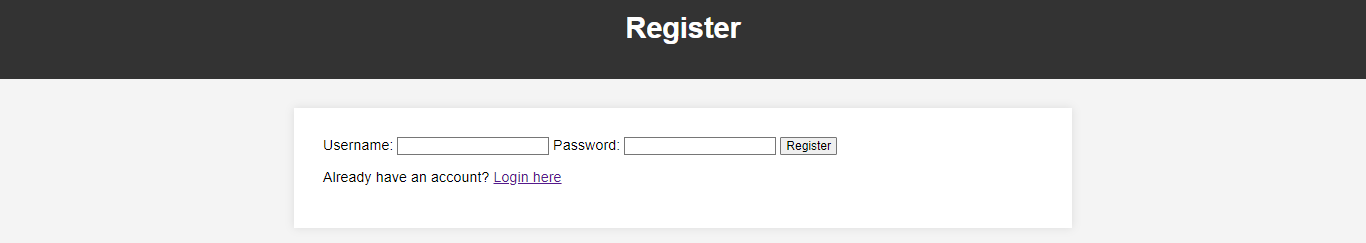 Register
Username: Password: Register
Already have an account? Login here